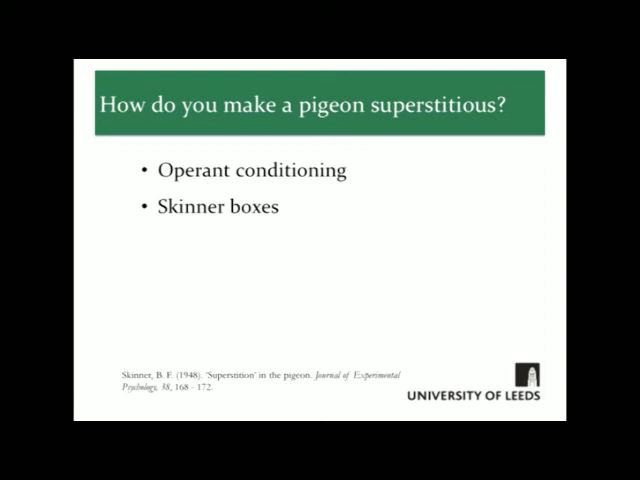 How do you make a pigeon superstitious?
• Operant conditioning
• Skinner boxes
Skinner, B. F. (1948). 'Superstition' in the pigeon. Journal of Experimental
Psychology, 38, 168 - 172.
UNIVERSITY OF LEEDS